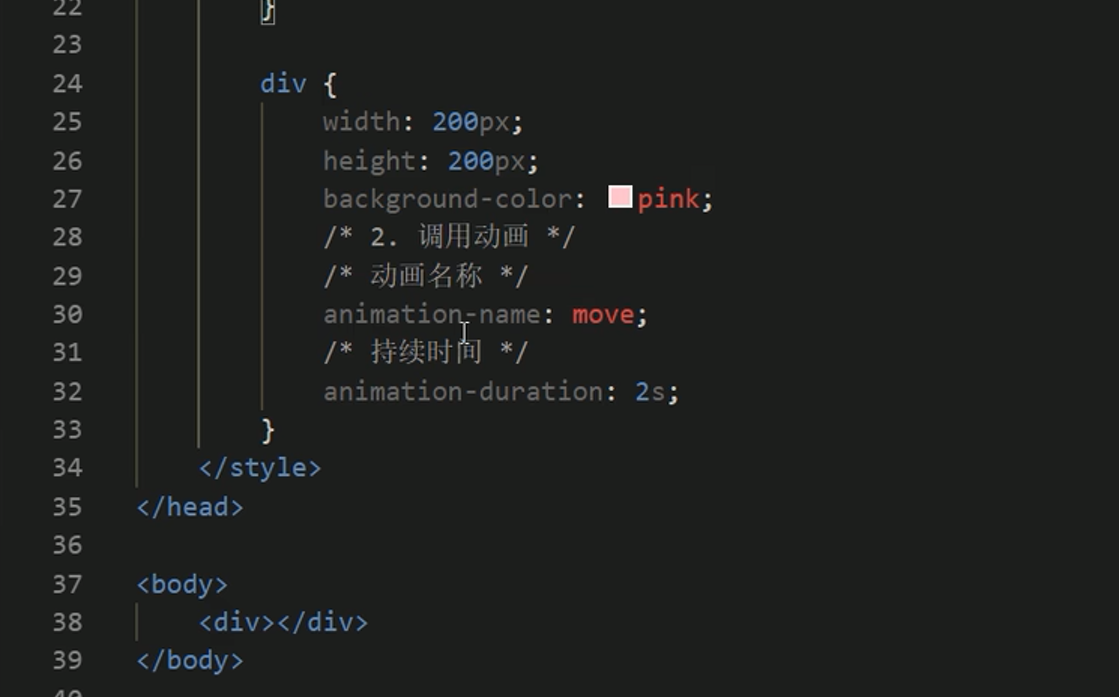 22 }
23
24 div {
25 width: 200px;
26 height: 200px;
27 background-color: pink;
28 /* 2. 调用动画 */
29 /* 动画名称 */
30 animation-name: move;
31 /* 持续时间 */
32 animation-duration: 2s;
33 }
34 </style>
35 </head>
36
37 <body>
38 <div></div>
39 </body>
40